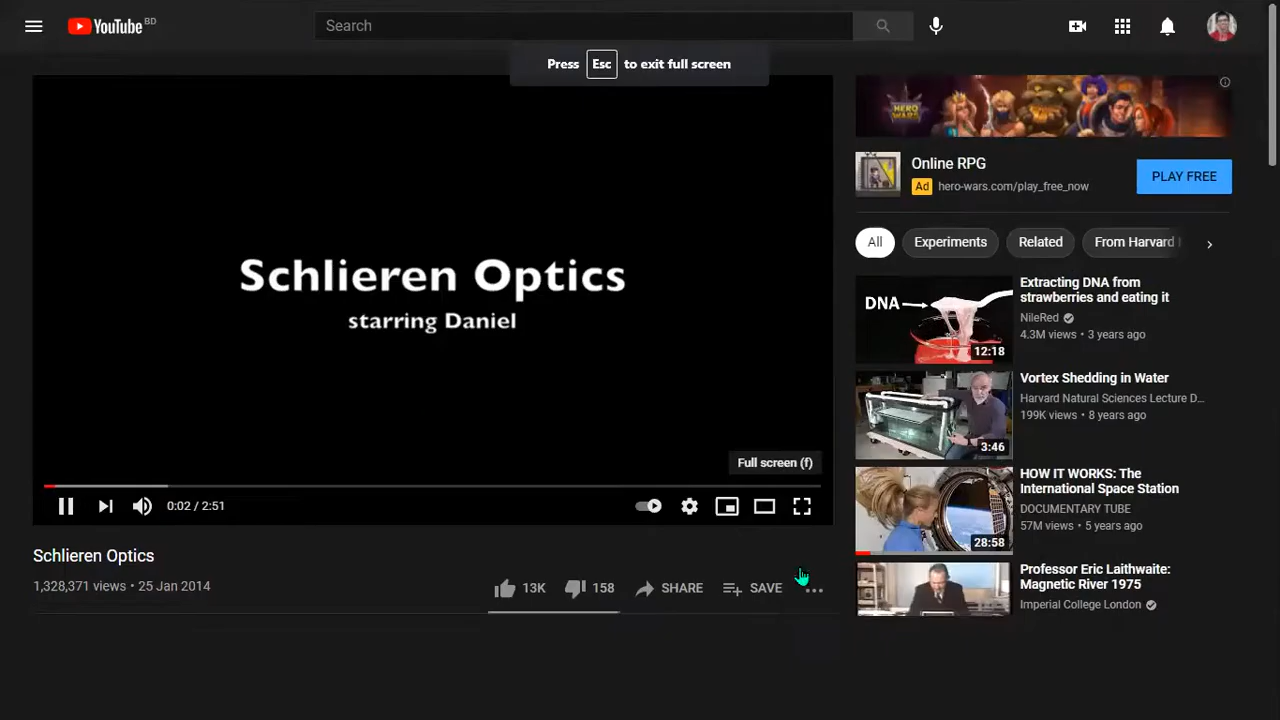 YouTube BD
Search
Press Esc to exit full screen
Schlieren Optics
starring Daniel
Full screen (f)
0:02 / 2:51
Schlieren Optics
1,328,371 views • 25 Jan 2014
13K
158
SHARE
SAVE
HERO
WARS
Online RPG
Ad hero-wars.com/play_free_now
PLAY FREE
All
Experiments
Related
From Harvard
DNA
12:18
Extracting DNA from
strawberries and eating it
NileRed
4.3M views • 3 years ago
3:46
Vortex Shedding in Water
Harvard Natural Sciences Lecture D...
199K views • 8 years ago
28:58
HOW IT WORKS: The
International Space Station
DOCUMENTARY TUBE
57M views • 5 years ago
Professor Eric Laithwaite:
Magnetic River 1975
Imperial College London